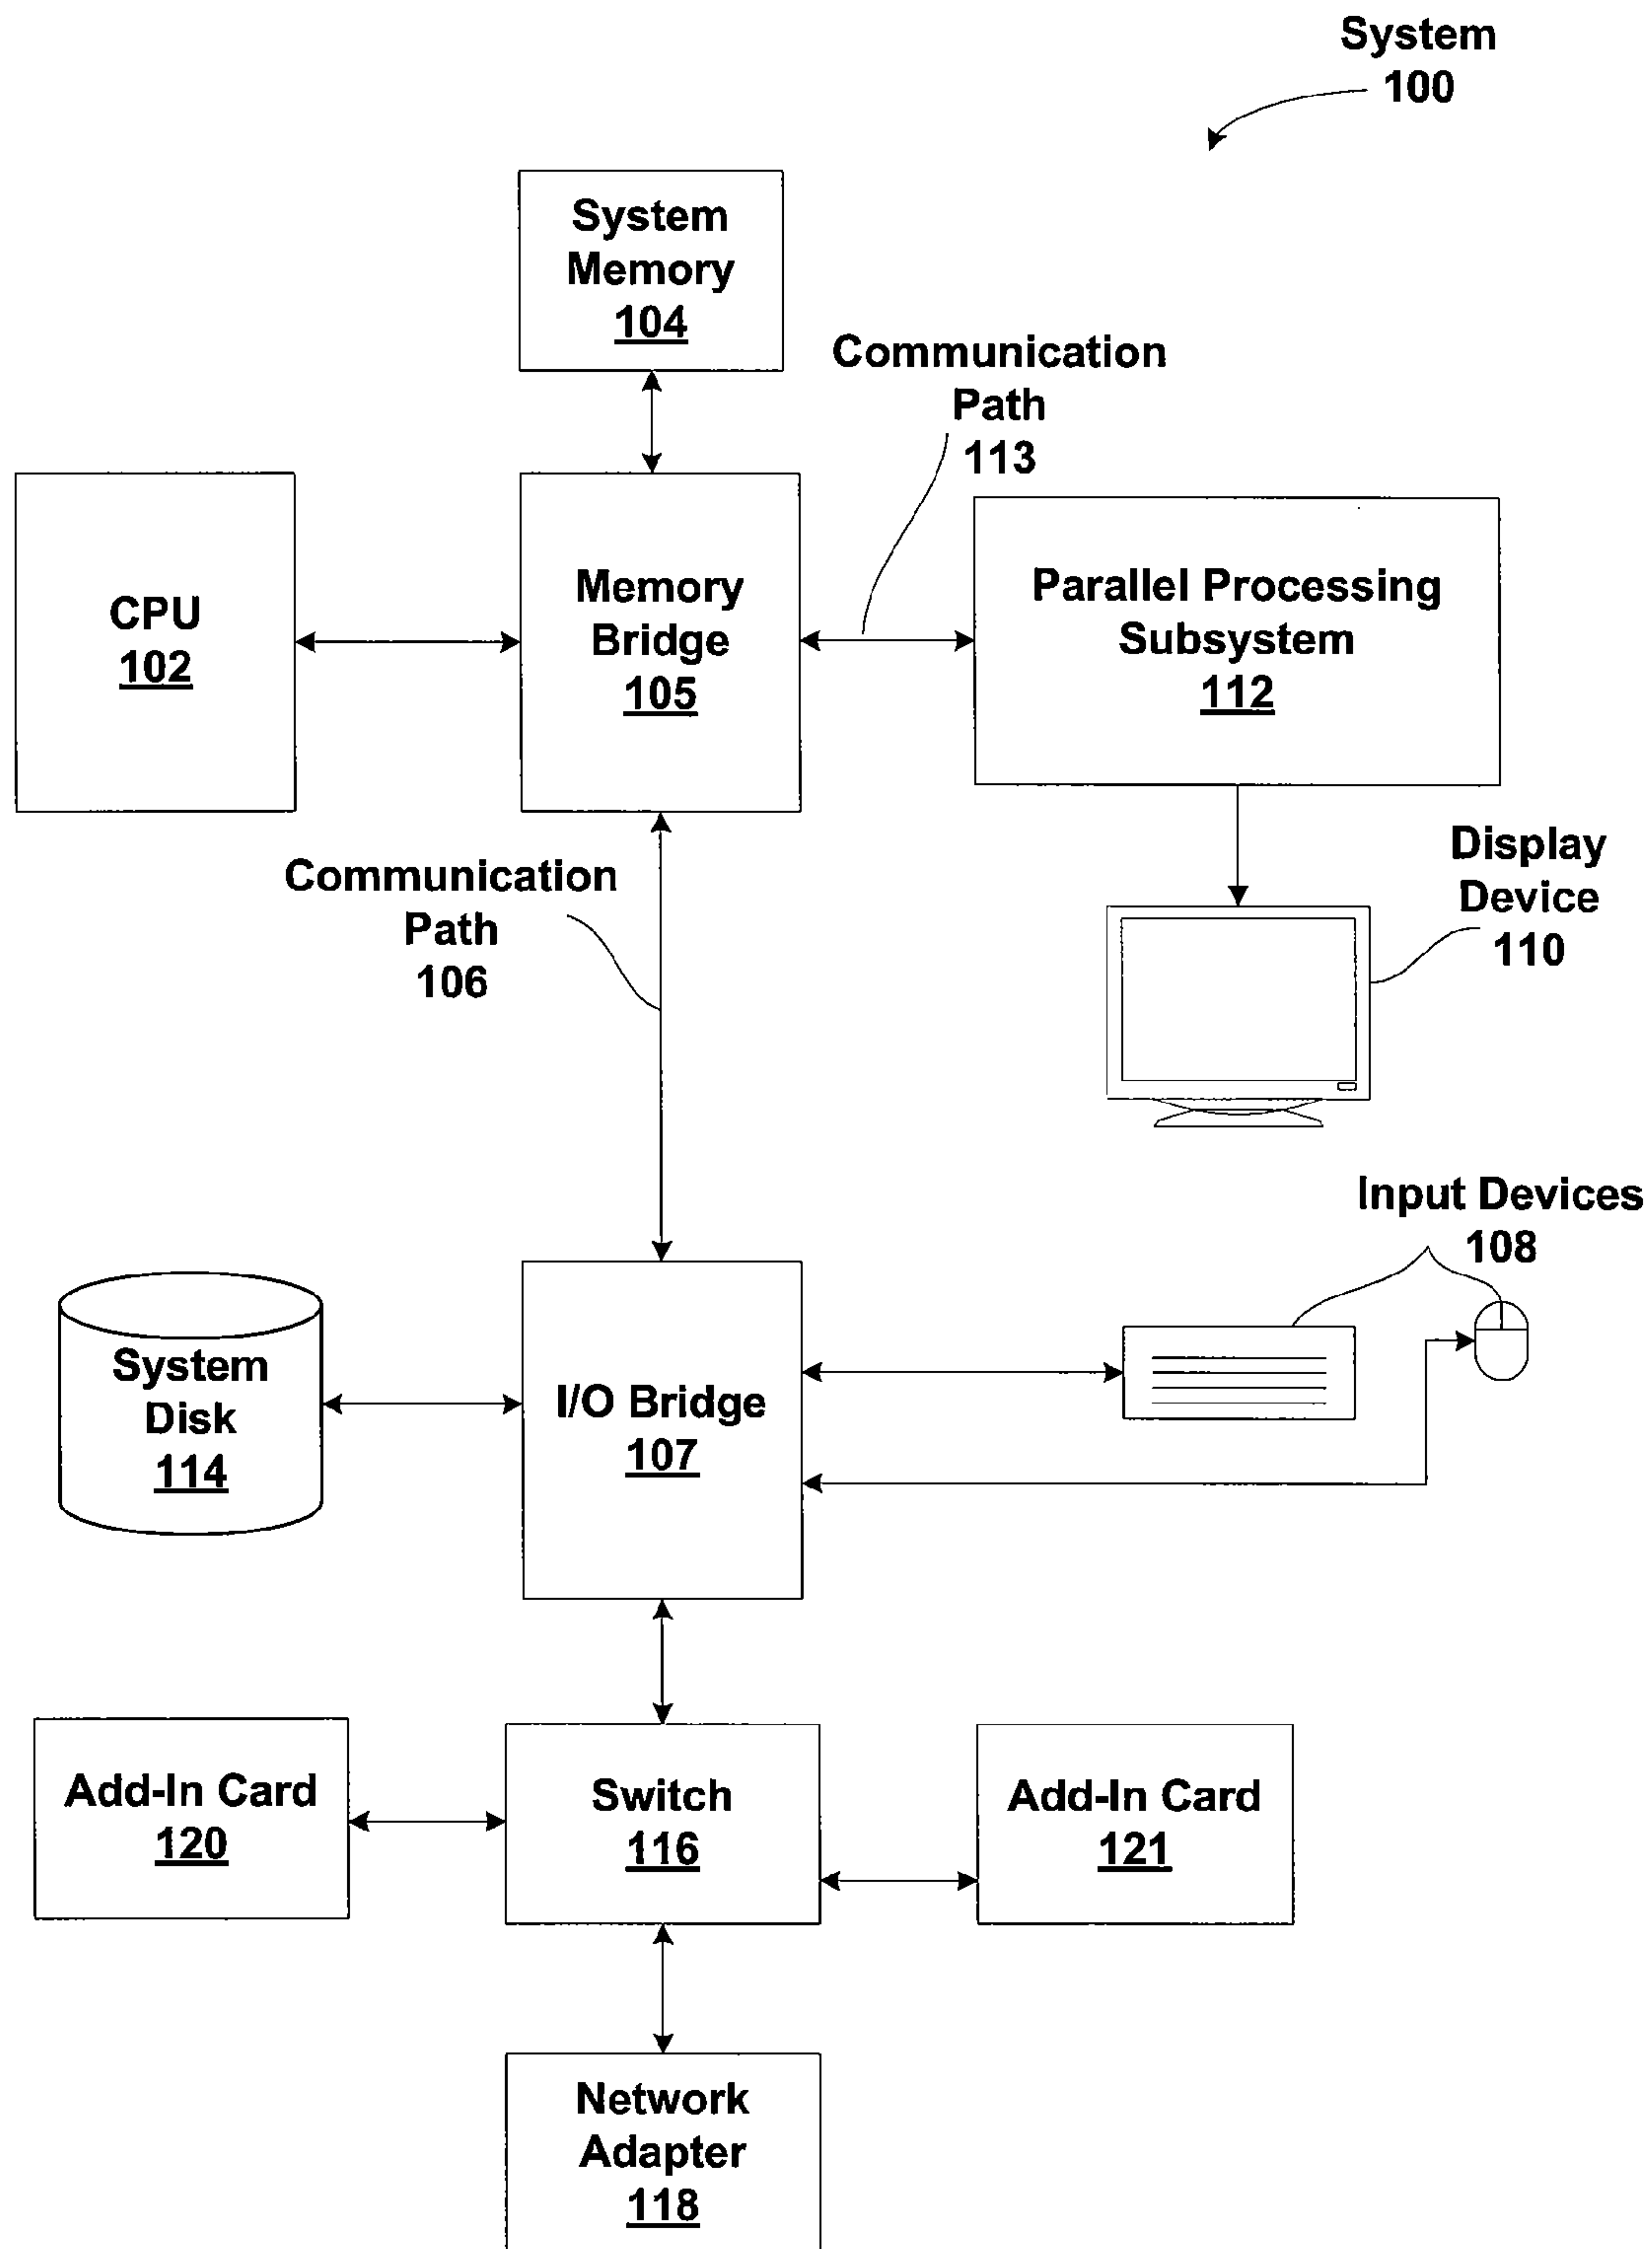 System
100
System
Memory
104
Communication
Path
113
CPU
102
Memory
Bridge
105
Parallel Processing
Subsystem
112
Communication
Path
106
Display
Device
110
Input Devices
108
System
Disk
114
I/O Bridge
107
Add-In Card
120
Switch
116
Add-In Card
121
Network
Adapter
118